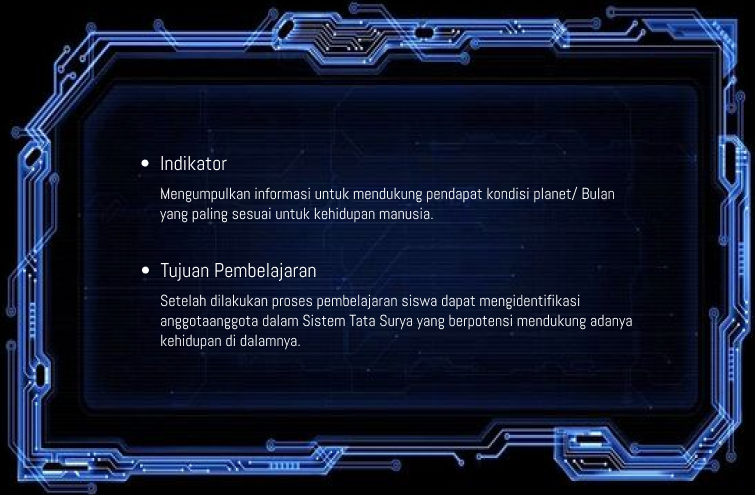 • Indikator
Mengumpulkan informasi untuk mendukung pendapat kondisi planet/ Bulan
yang paling sesuai untuk kehidupan manusia.
• Tujuan Pembelajaran
Setelah dilakukan proses pembelajaran siswa dapat mengidentifikasi
anggotaanggota dalam Sistem Tata Surya yang berpotensi mendukung adanya
kehidupan di dalamnya.